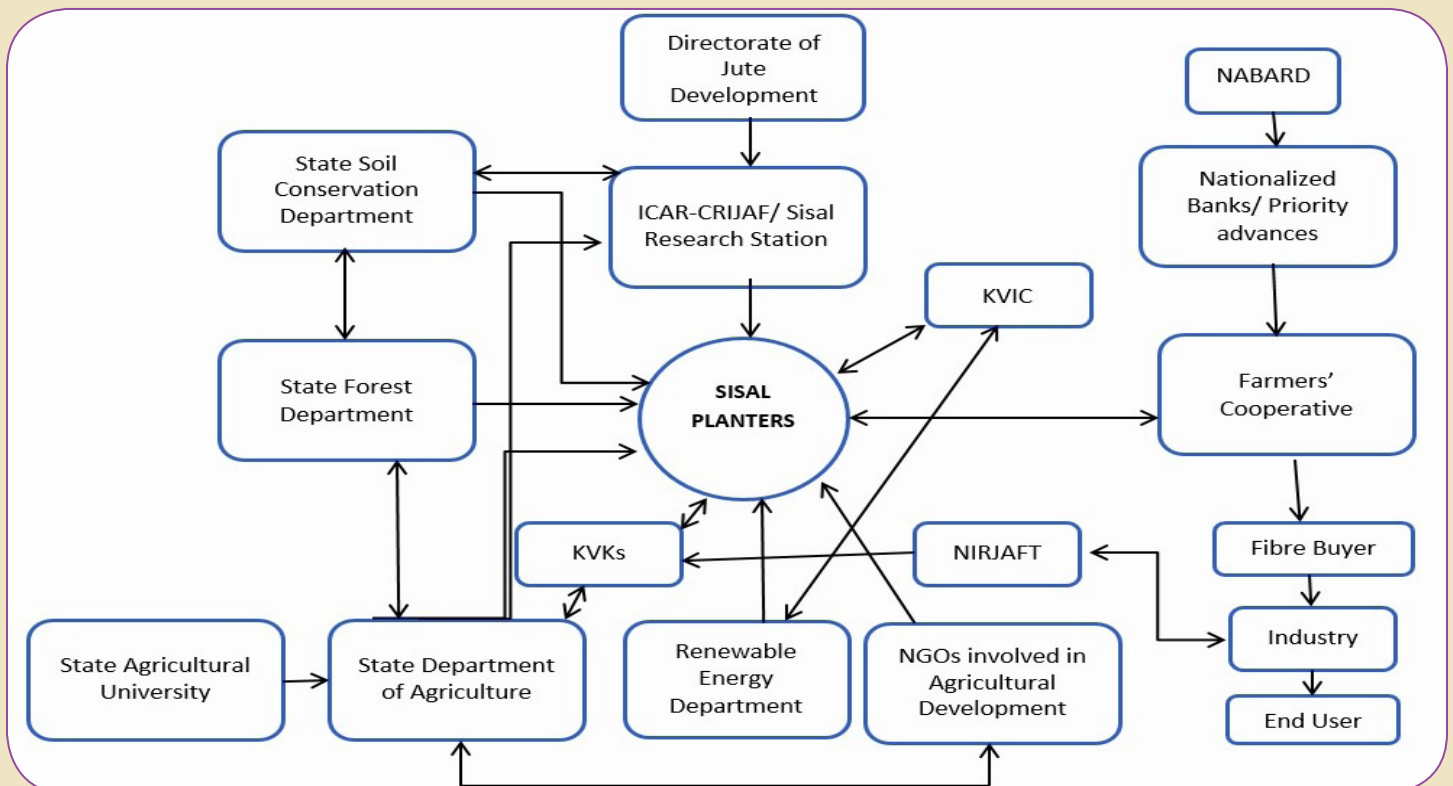 Directorate of
Jute
Development
NABARD
State Soil
Conservation
Department
ICAR-CRIJAF/ Sisal
Research Station
Nationalized
Banks/ Priority
advances
KVIC
State Forest
Department
SISAL
PLANTERS
Farmers’
Cooperative
KVKs
NIRJAFT
Fibre Buyer
State Agricultural
University
State Department
of Agriculture
Renewable
Energy
Department
NGOs involved in
Agricultural
Development
Industry
End User